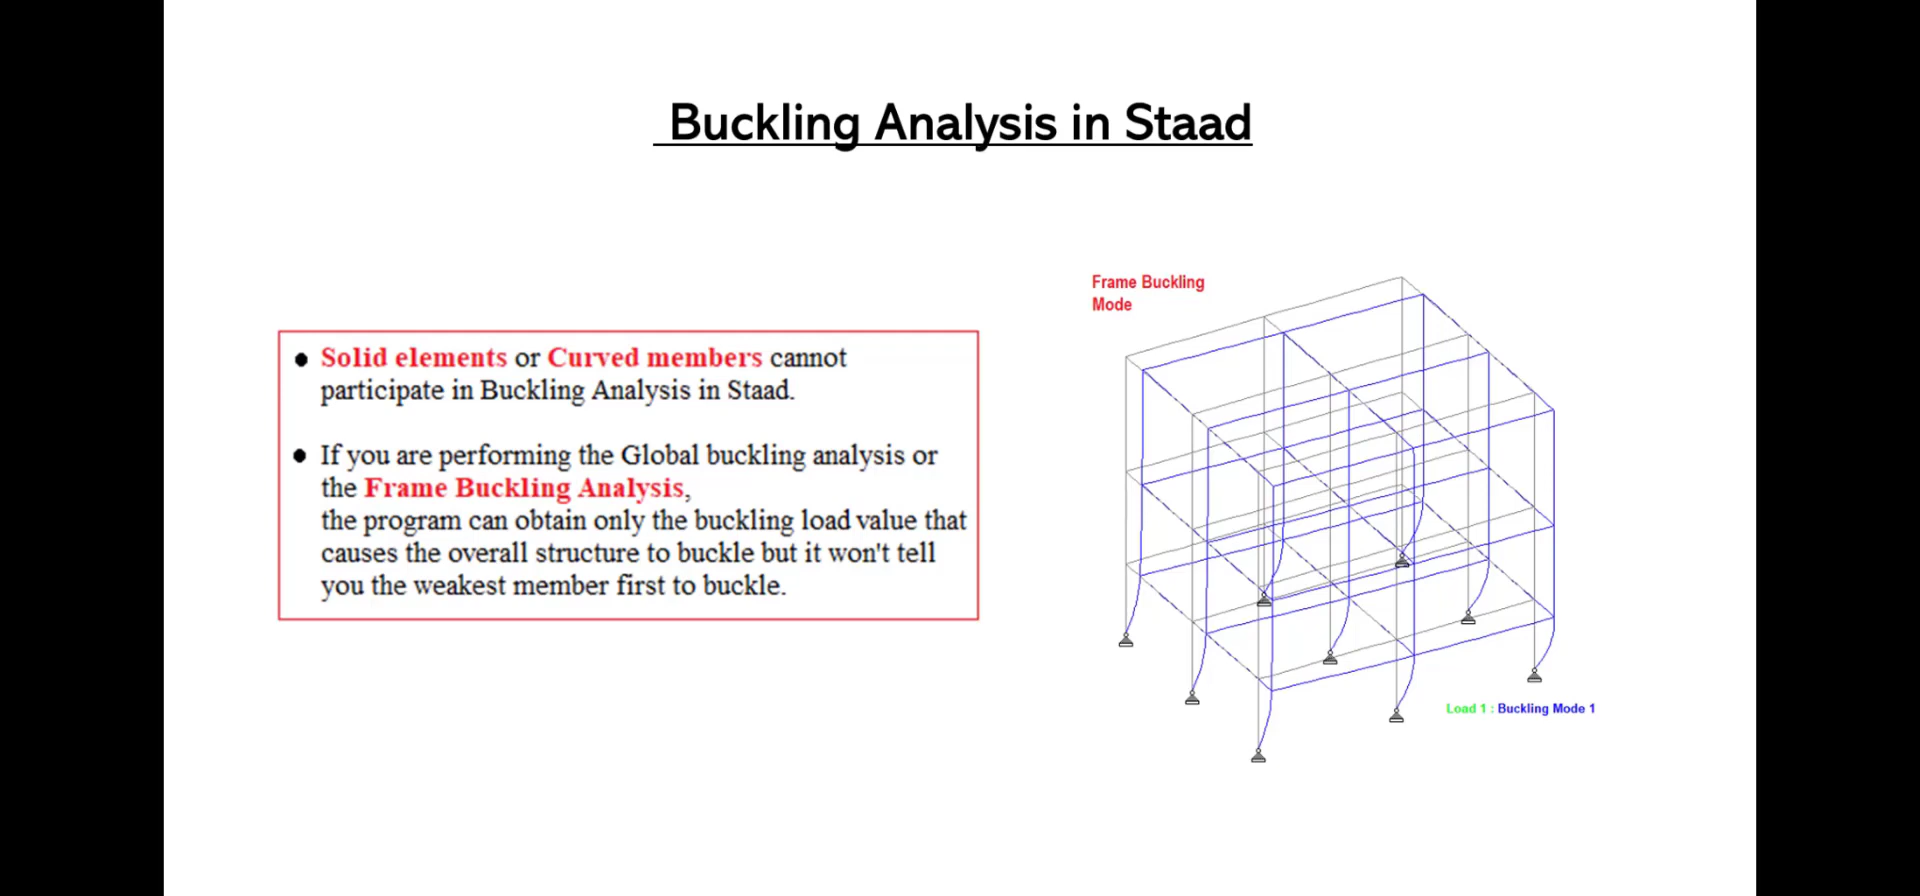 Buckling Analysis in Staad
Frame Buckling
Mode
● Solid elements or Curved members cannot
participate in Buckling Analysis in Staad.
● If you are performing the Global buckling analysis or
the Frame Buckling Analysis,
the program can obtain only the buckling load value that
causes the overall structure to buckle but it won't tell
you the weakest member first to buckle.
Load 1 : Buckling Mode 1